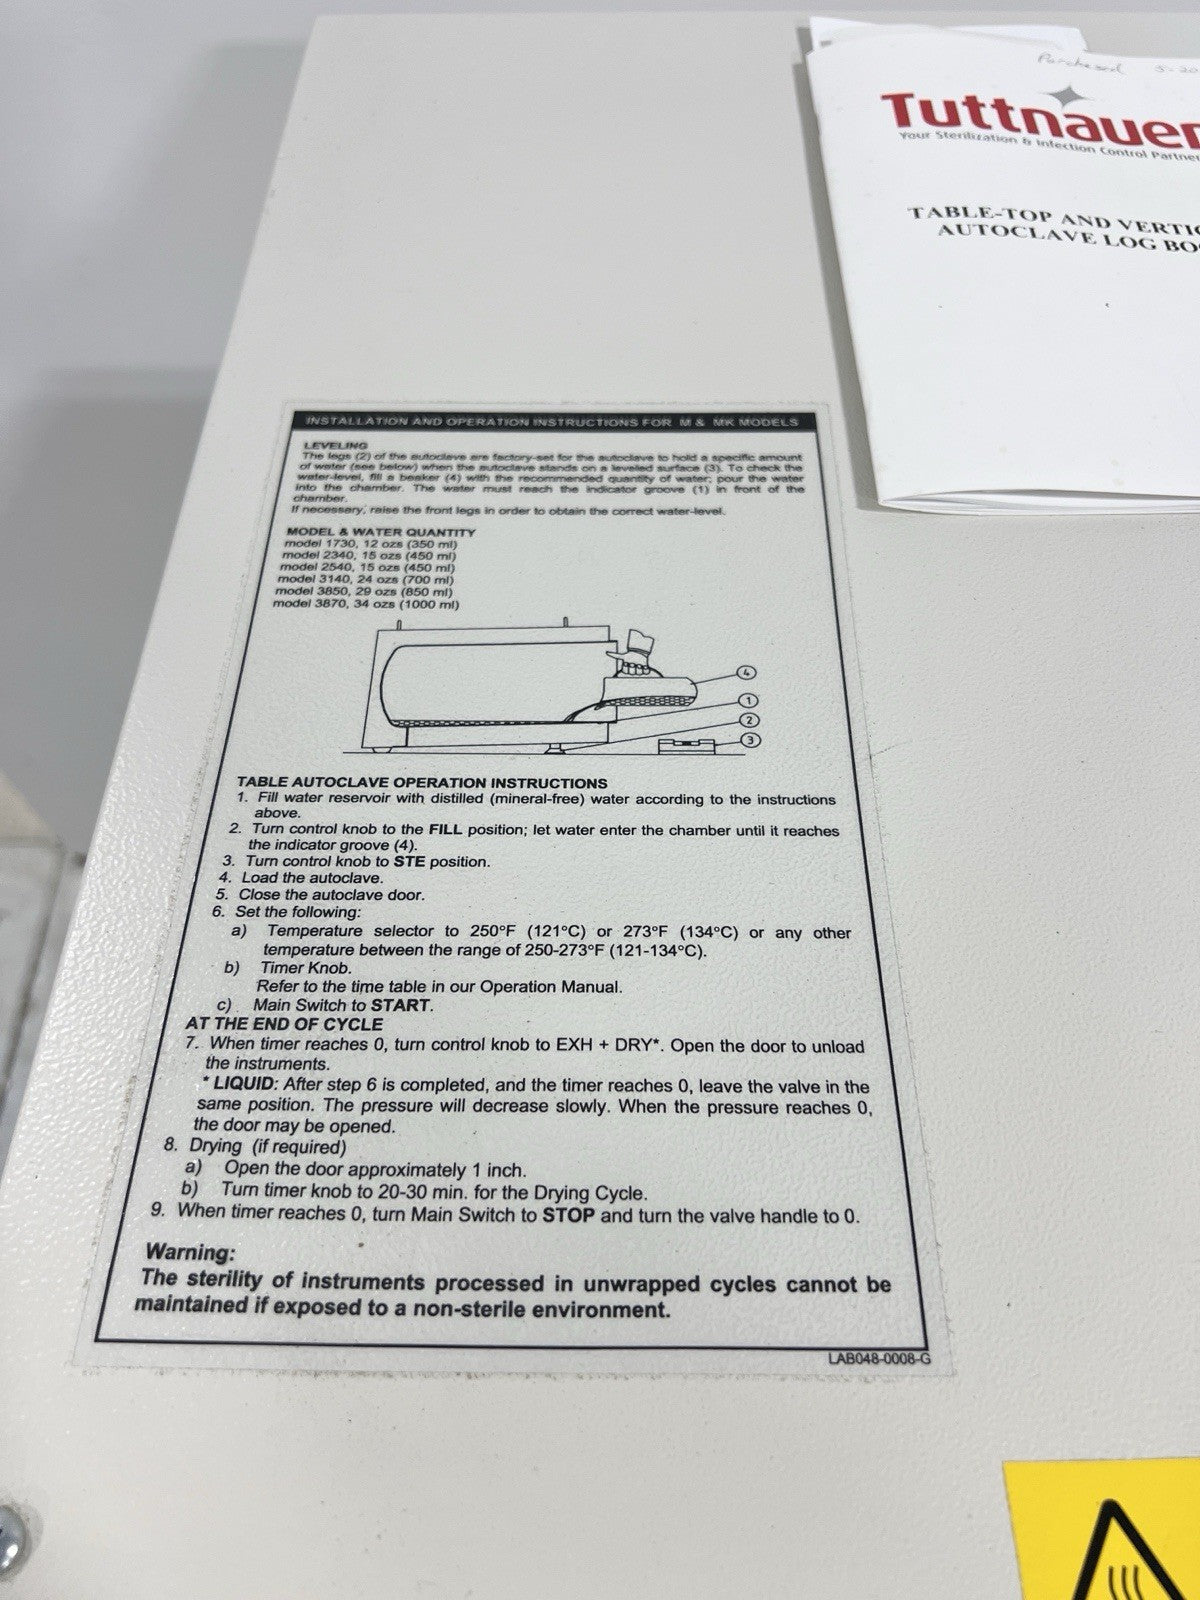 Purchased 5-20
Tuttnauer
Your Sterilization & Infection Control Partner
TABLE-TOP AND VERTIC
AUTOCLAVE LOG BOO
INSTALLATION AND OPERATION INSTRUCTIONS FOR M & MK MODELS
LEVELING
The legs (2) of the autoclave are factory-set for the autoclave to hold a specific amount
of water (see below) when the autoclave stands on a leveled surface (3). To check the
water-level, fill a beaker (4) with the recommended quantity of water; pour the water
into the chamber. The water must reach the indicator groove (1) in front of the
chamber.
If necessary, raise the front legs in order to obtain the correct water-level.
MODEL & WATER QUANTITY
model 1730, 12 ozs (350 ml)
model 2340, 15 ozs (450 ml)
model 2540, 15 ozs (450 ml)
model 3140, 24 ozs (700 ml)
model 3850, 29 ozs (850 ml)
model 3870, 34 ozs (1000 ml)
4
1
2
3
TABLE AUTOCLAVE OPERATION INSTRUCTIONS
1. Fill water reservoir with distilled (mineral-free) water according to the instructions
above.
2. Turn control knob to the FILL position; let water enter the chamber until it reaches
the indicator groove (4).
3. Turn control knob to STE position.
4. Load the autoclave.
5. Close the autoclave door.
6. Set the following:
a) Temperature selector to 250°F (121°C) or 273°F (134°C) or any other
temperature between the range of 250-273°F (121-134°C).
b) Timer Knob.
Refer to the time table in our Operation Manual.
c) Main Switch to START.
AT THE END OF CYCLE
7. When timer reaches 0, turn control knob to EXH + DRY*. Open the door to unload
the instruments.
* LIQUID: After step 6 is completed, and the timer reaches 0, leave the valve in the
same position. The pressure will decrease slowly. When the pressure reaches 0,
the door may be opened.
8. Drying (if required)
a) Open the door approximately 1 inch.
b) Turn timer knob to 20-30 min. for the Drying Cycle.
9. When timer reaches 0, turn Main Switch to STOP and turn the valve handle to 0.
Warning:
The sterility of instruments processed in unwrapped cycles cannot be
maintained if exposed to a non-sterile environment.
LAB048-0008-G